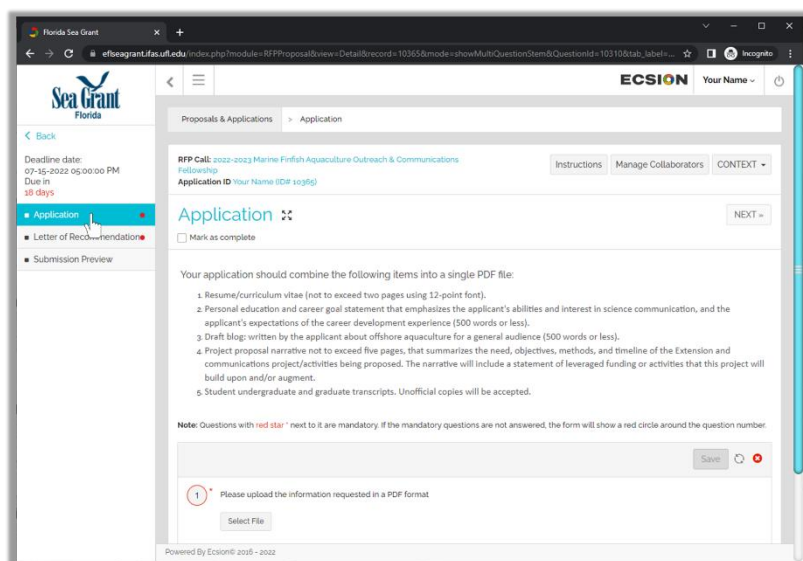 Florida Sea Grant
eflseagrant.ifas.ufl.edu/index.php?module=RFPProposal&view=Detail&record=10365&mode=showMultiQuestionStem&QuestionId=10310&tab_label=...
Incognito
Sea Grant
Florida
ECSION
Your Name
Proposals & Applications > Application
< Back
Deadline date:
07-15-2022 05:00:00 PM
Due in
18 days
RFP Call: 2022-2023 Marine Finfish Aquaculture Outreach & Communications
Fellowship
Application ID Your Name (ID# 10365)
Instructions
Manage Collaborators
CONTEXT
Application
Letter of Recommendation
Submission Preview
Application
NEXT »
Mark as complete
Your application should combine the following items into a single PDF file:
1. Resume/curriculum vitae (not to exceed two pages using 12-point font).
2. Personal education and career goal statement that emphasizes the applicant's abilities and interest in science communication, and the
applicant's expectations of the career development experience (500 words or less).
3. Draft blog: written by the applicant about offshore aquaculture for a general audience (500 words or less).
4. Project proposal narrative not to exceed five pages, that summarizes the need, objectives, methods, and timeline of the Extension and
communications project/activities being proposed. The narrative will include a statement of leveraged funding or activities that this project will
build upon and/or augment.
5. Student undergraduate and graduate transcripts. Unofficial copies will be accepted.
Note: Questions with red star * next to it are mandatory. If the mandatory questions are not answered, the form will show a red circle around the question number.
Save
1 * Please upload the information requested in a PDF format
Select File
Powered By Ecsion© 2016 - 2022